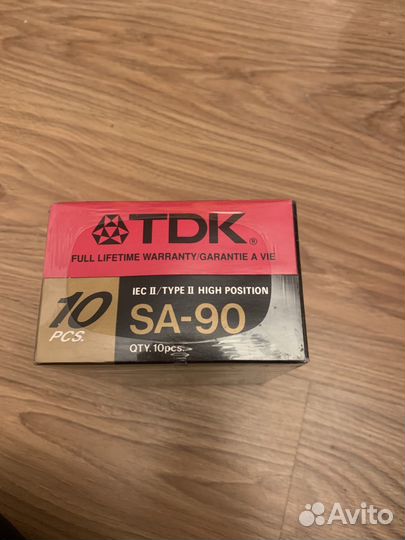 TDK®
FULL LIFETIME WARRANTY/GARANTIE A VIE
10
PCS.
IEC II/TYPE II HIGH POSITION
SA-90
QTY. 10pcs.
Avito